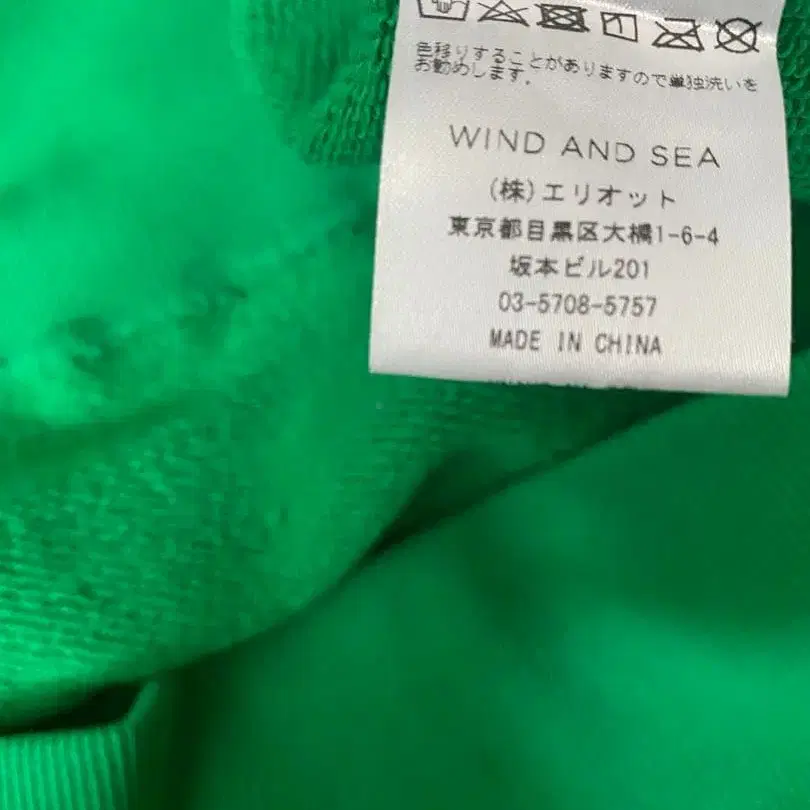 色移りすることがありますので単独洗いを
お勧めします。
WIND AND SEA
(株)エリオット
東京都目黒区大橋1-6-4
坂本ビル201
03-5708-5757
MADE IN CHINA